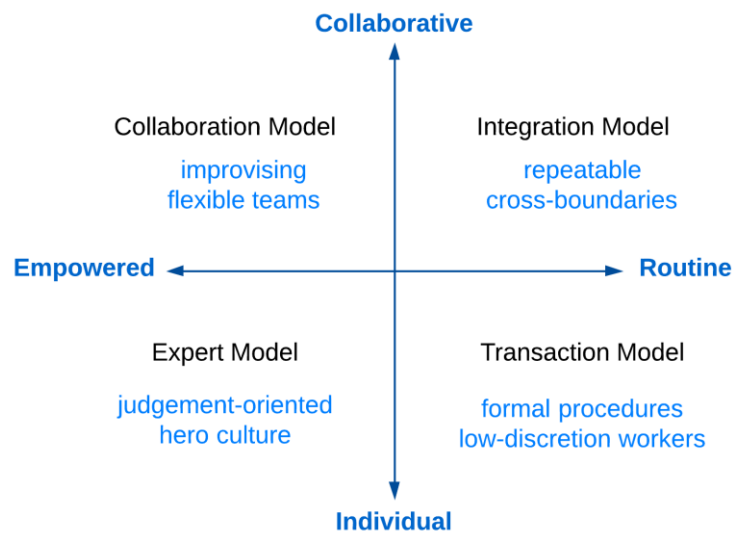 Collaborative
Collaboration Model
improvising
flexible teams
Integration Model
repeatable
cross-boundaries
Empowered
Routine
Expert Model
judgement-oriented
hero culture
Transaction Model
formal procedures
low-discretion workers
Individual